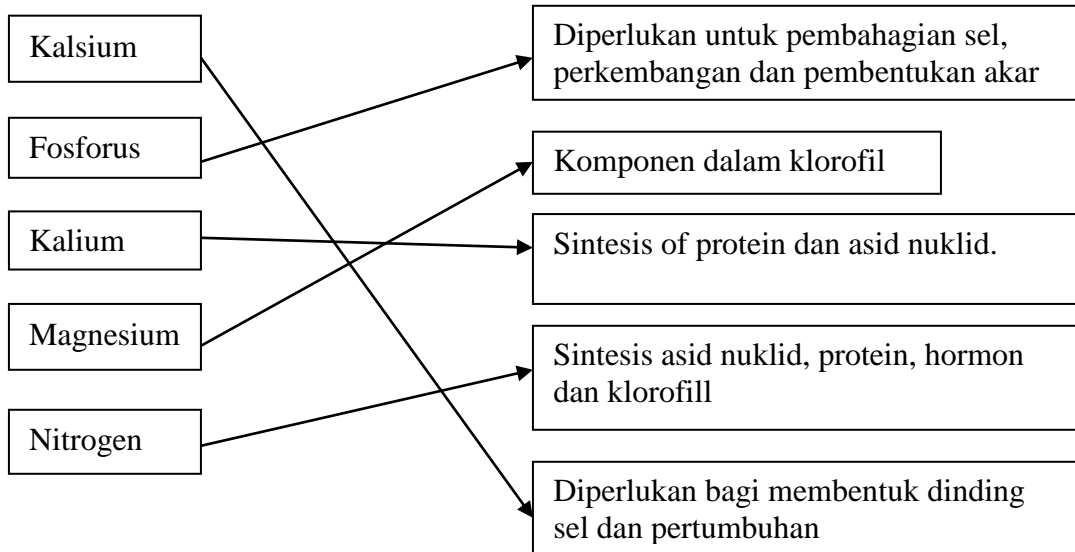 Kalsium
Fosforus
Kalium
Magnesium
Nitrogen
Diperlukan untuk pembahagian sel,
perkembangan dan pembentukan akar
Komponen dalam klorofil
Sintesis of protein dan asid nuklid.
Sintesis asid nuklid, protein, hormon
dan klorofill
Diperlukan bagi membentuk dinding
sel dan pertumbuhan